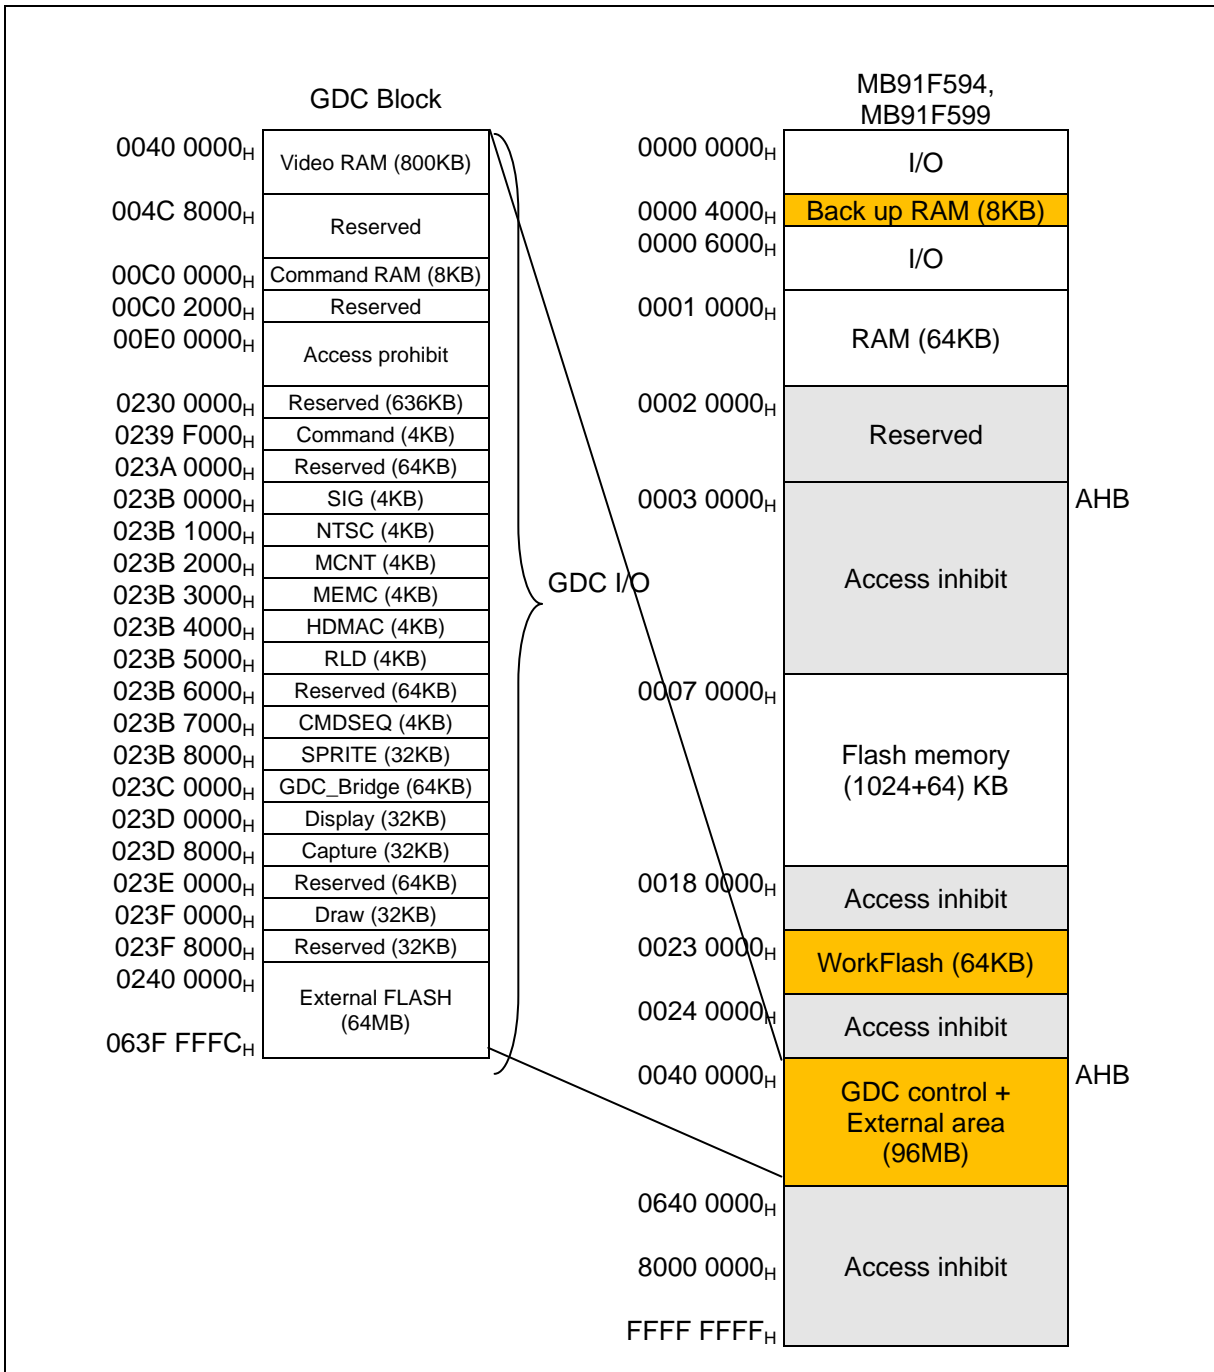 GDC Block
0040 0000H
Video RAM (800KB)
004C 8000H
Reserved
00C0 0000H
Command RAM (8KB)
00C0 2000H
Reserved
00E0 0000H
Access prohibit
0230 0000H
Reserved (636KB)
0239 F000H
Command (4KB)
023A 0000H
Reserved (64KB)
023B 0000H
SIG (4KB)
023B 1000H
NTSC (4KB)
023B 2000H
MCNT (4KB)
023B 3000H
MEMC (4KB)
023B 4000H
HDMAC (4KB)
023B 5000H
RLD (4KB)
023B 6000H
Reserved (64KB)
023B 7000H
CMDSEQ (4KB)
023B 8000H
SPRITE (32KB)
023C 0000H
GDC_Bridge (64KB)
023D 0000H
Display (32KB)
023D 8000H
Capture (32KB)
023E 0000H
Reserved (64KB)
023F 0000H
Draw (32KB)
023F 8000H
Reserved (32KB)
0240 0000H
External FLASH
(64MB)
063F FFFCH
GDC I/O
MB91F594,
MB91F599
0000 0000H
I/O
0000 4000H
Back up RAM (8KB)
0000 6000H
I/O
0001 0000H
RAM (64KB)
0002 0000H
Reserved
0003 0000H
AHB
Access inhibit
0007 0000H
Flash memory
(1024+64) KB
0018 0000H
Access inhibit
0023 0000H
WorkFlash (64KB)
0024 0000H
Access inhibit
0040 0000H
AHB
GDC control +
External area
(96MB)
0640 0000H
Access inhibit
8000 0000H
FFFF FFFFH